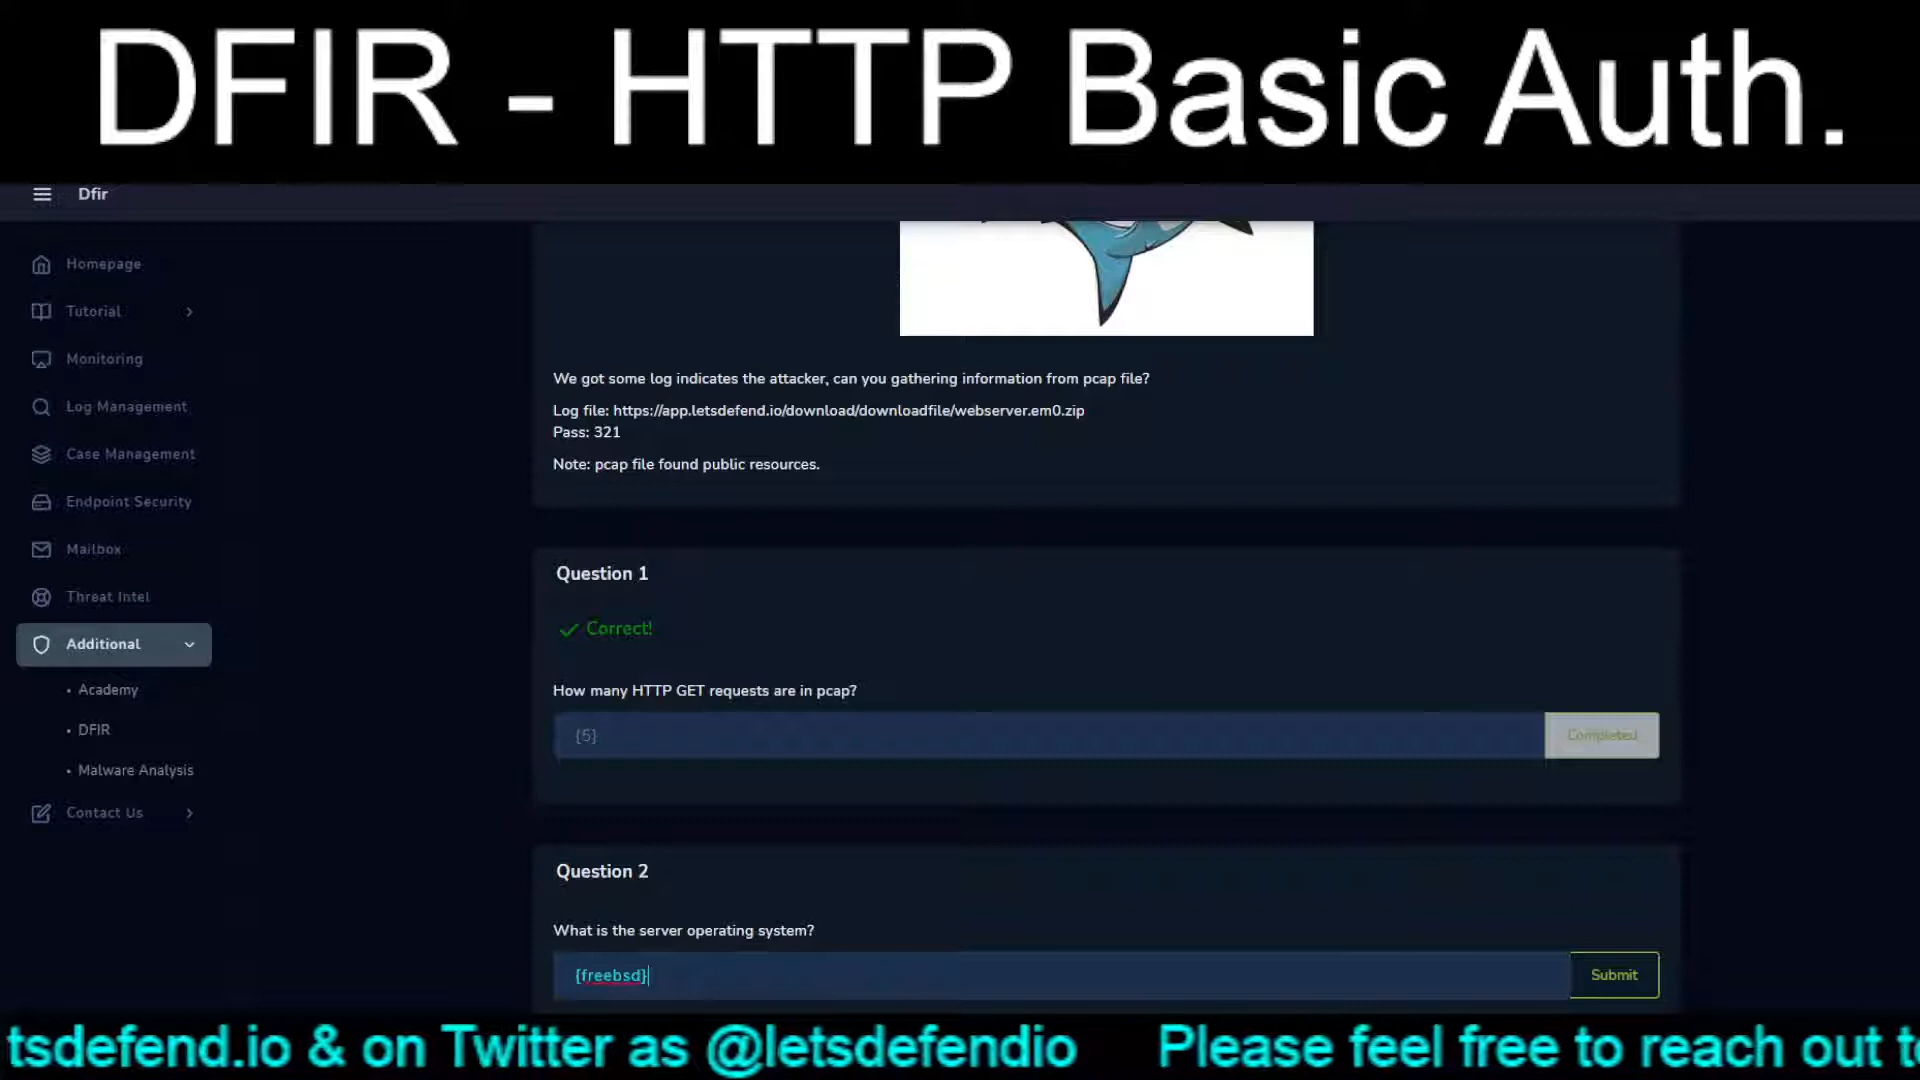 DFIR - HTTP Basic Auth.
Dfir
Homepage
Tutorial
Monitoring
Log Management
Case Management
Endpoint Security
Mailbox
Threat Intel
Additional
• Academy
• DFIR
• Malware Analysis
Contact Us
We got some log indicates the attacker, can you gathering information from pcap file?
Log file: https://app.letsdefend.io/download/downloadfile/webserver.em0.zip
Pass: 321
Note: pcap file found public resources.
Question 1
Correct!
How many HTTP GET requests are in pcap?
{5}
Completed
Question 2
What is the server operating system?
{freebsd}
Submit
tsdefend.io & on Twitter as @letsdefendio Please feel free to reach out to